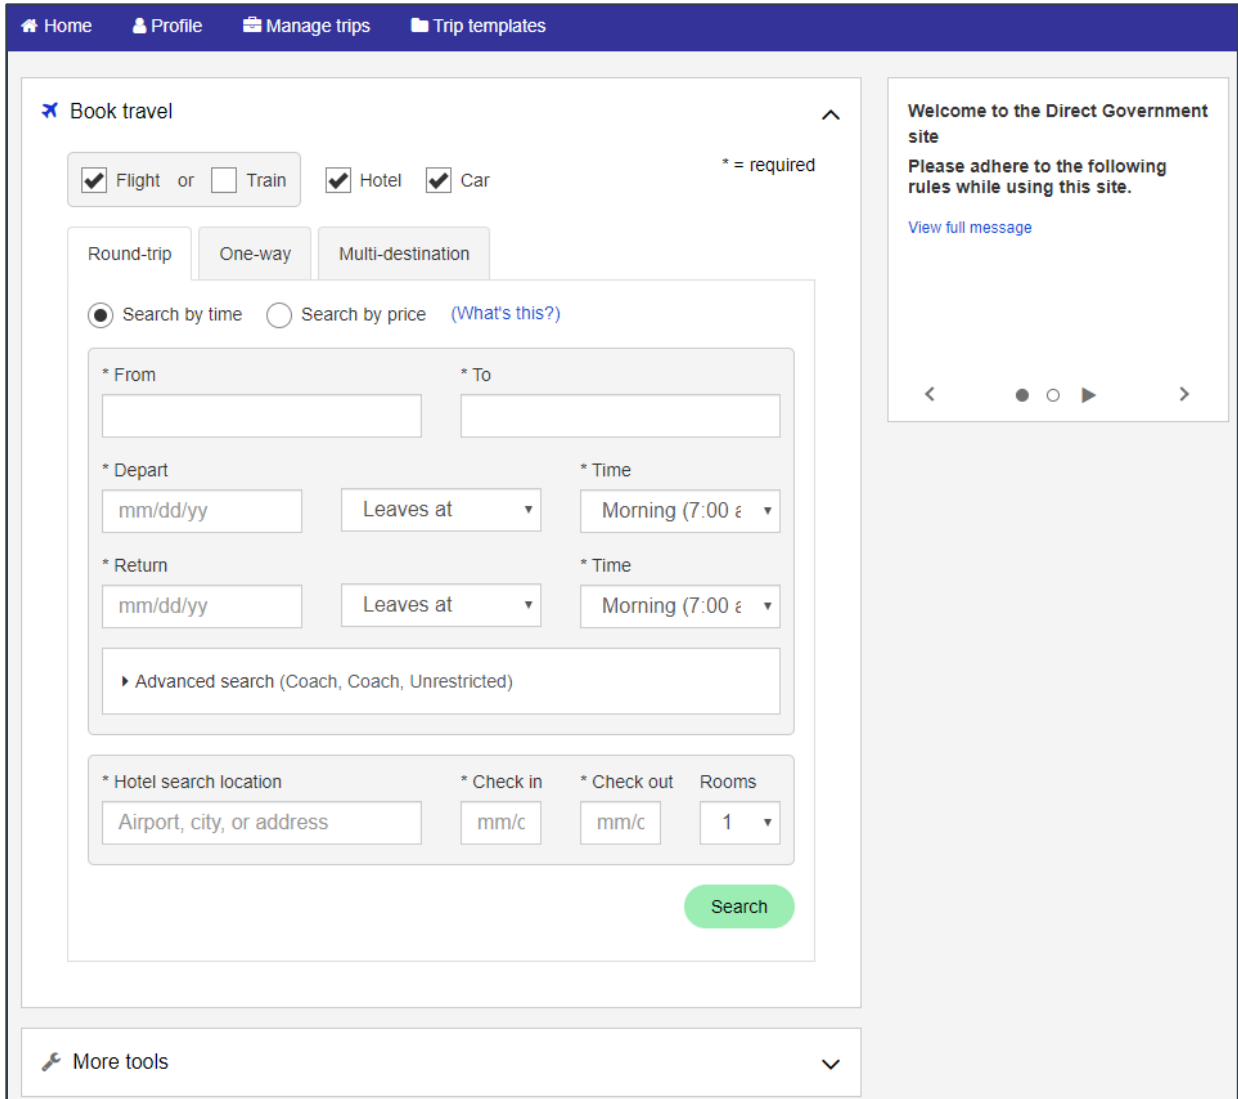 Home Profile Manage trips Trip templates
Book travel
Flight or Train Hotel Car
* = required
Round-trip One-way Multi-destination
Search by time Search by price (What's this?)
* From * To
* Depart * Time
mm/dd/yy Leaves at Morning (7:00 a
* Return * Time
mm/dd/yy Leaves at Morning (7:00 a
Advanced search (Coach, Coach, Unrestricted)
* Hotel search location * Check in * Check out Rooms
Airport, city, or address mm/c mm/c 1
Search
More tools
Welcome to the Direct Government
site
Please adhere to the following
rules while using this site.
View full message